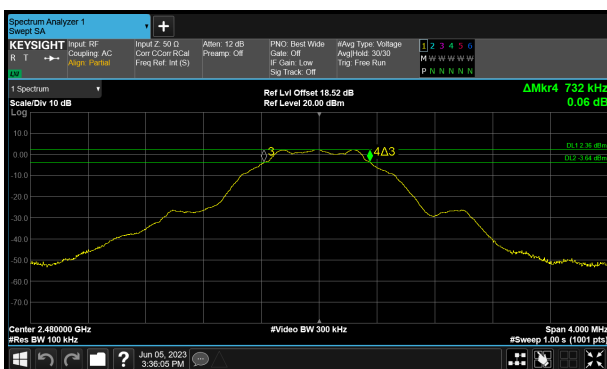 Spectrum Analyzer 1
Swept SA
KEYSIGHT
R T
LXI
Input: RF
Coupling: AC
Align: Partial
Input Z: 50 Ω
Corr CCorr RCal
Freq Ref: Int (S)
Atten: 12 dB
Preamp: Off
PNO: Best Wide
Gate: Off
IF Gain: Low
Sig Track: Off
#Avg Type: Voltage
Avg|Hold: 30/30
Trig: Free Run
1 2 3 4 5 6
M W W W W W
P N N N N N
1 Spectrum
Scale/Div 10 dB
Ref Lvl Offset 18.52 dB
Ref Level 20.00 dBm
ΔMkr4 732 kHz
0.06 dB
Log
DL1 2.36 dBm
3
4Δ3
DL2 -3.64 dBm
10.0
0.00
-10.0
-20.0
-30.0
-40.0
-50.0
-60.0
-70.0
Center 2.480000 GHz
#Video BW 300 kHz
Span 4.000 MHz
#Res BW 100 kHz
#Sweep 1.00 s (1001 pts)
?
Jun 05, 2023
3:36:05 PM